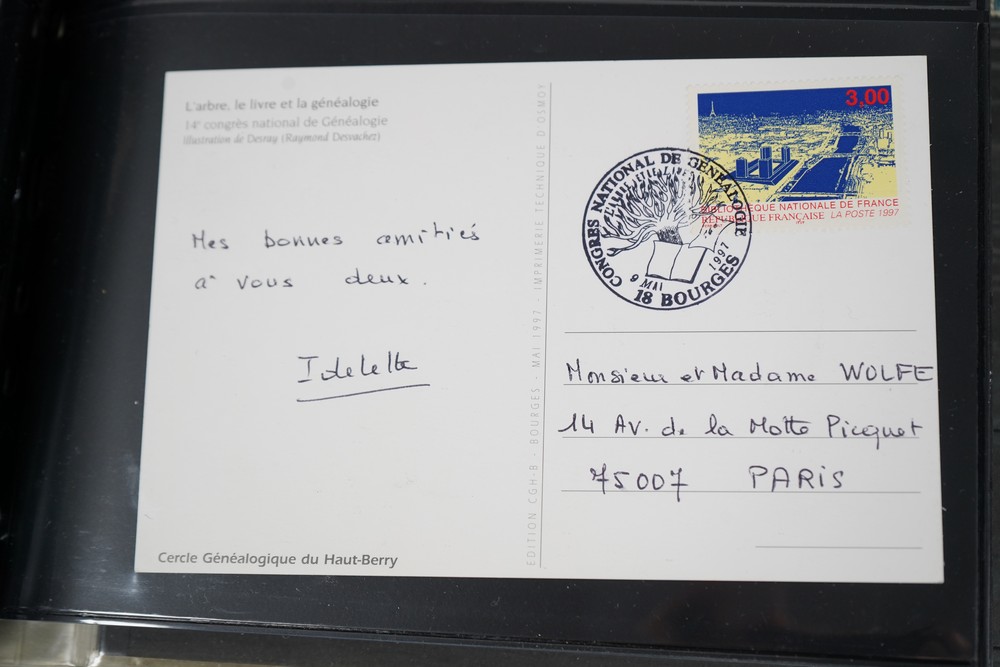 L'arbre, le livre et la généalogie
14e congrès national de Généalogie
Illustration de Desray (Raymond Desvachez)
Mes bonnes amitiés
à vous deux.
Idelette
Cercle Généalogique du Haut-Berry
EDITION CGH-B - BOURGES - MAI 1997 - IMPRIMERIE TECHNIQUE D'OSMOY
3,00
BIBLIOTHÈQUE NATIONALE DE FRANCE
RÉPUBLIQUE FRANÇAISE LA POSTE 1997
CONGRES NATIONAL DE GÉNÉALOGIE
9 MAI 1997
18 BOURGES
Monsieur et Madame WOLFE
14 Av. de la Motte Picquet
75007 PARIS